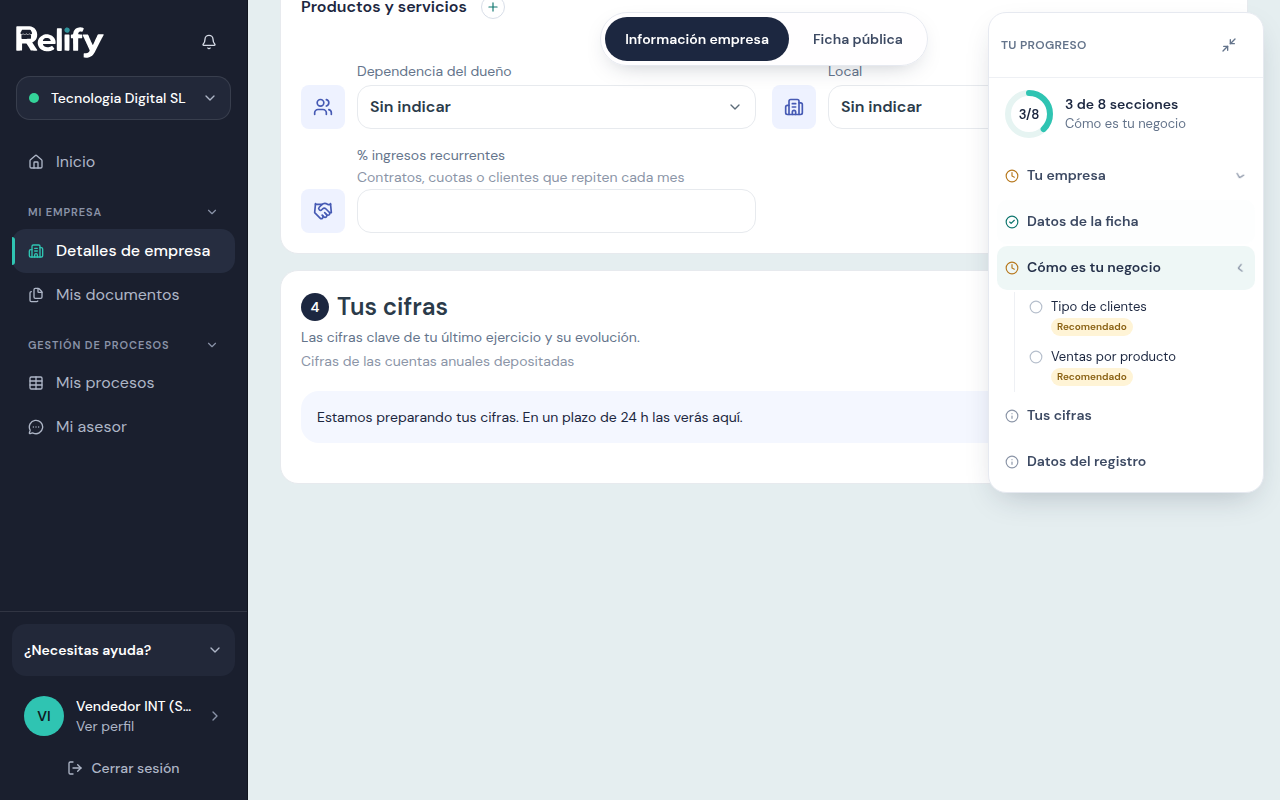 Relify
Tecnologia Digital SL
Inicio
MI EMPRESA
Detalles de empresa
Mis documentos
GESTIÓN DE PROCESOS
Mis procesos
Mi asesor
¿Necesitas ayuda?
VI
Vendedor INT (S...
Ver perfil
Cerrar sesión
Productos y servicios
Información empresa
Ficha pública
Dependencia del dueño
Sin indicar
Local
Sin indicar
% ingresos recurrentes
Contratos, cuotas o clientes que repiten cada mes
4
Tus cifras
Las cifras clave de tu último ejercicio y su evolución.
Cifras de las cuentas anuales depositadas
Estamos preparando tus cifras. En un plazo de 24 h las verás aquí.
TU PROGRESO
3/8
3 de 8 secciones
Cómo es tu negocio
Tu empresa
Datos de la ficha
Cómo es tu negocio
Tipo de clientes
Recomendado
Ventas por producto
Recomendado
Tus cifras
Datos del registro